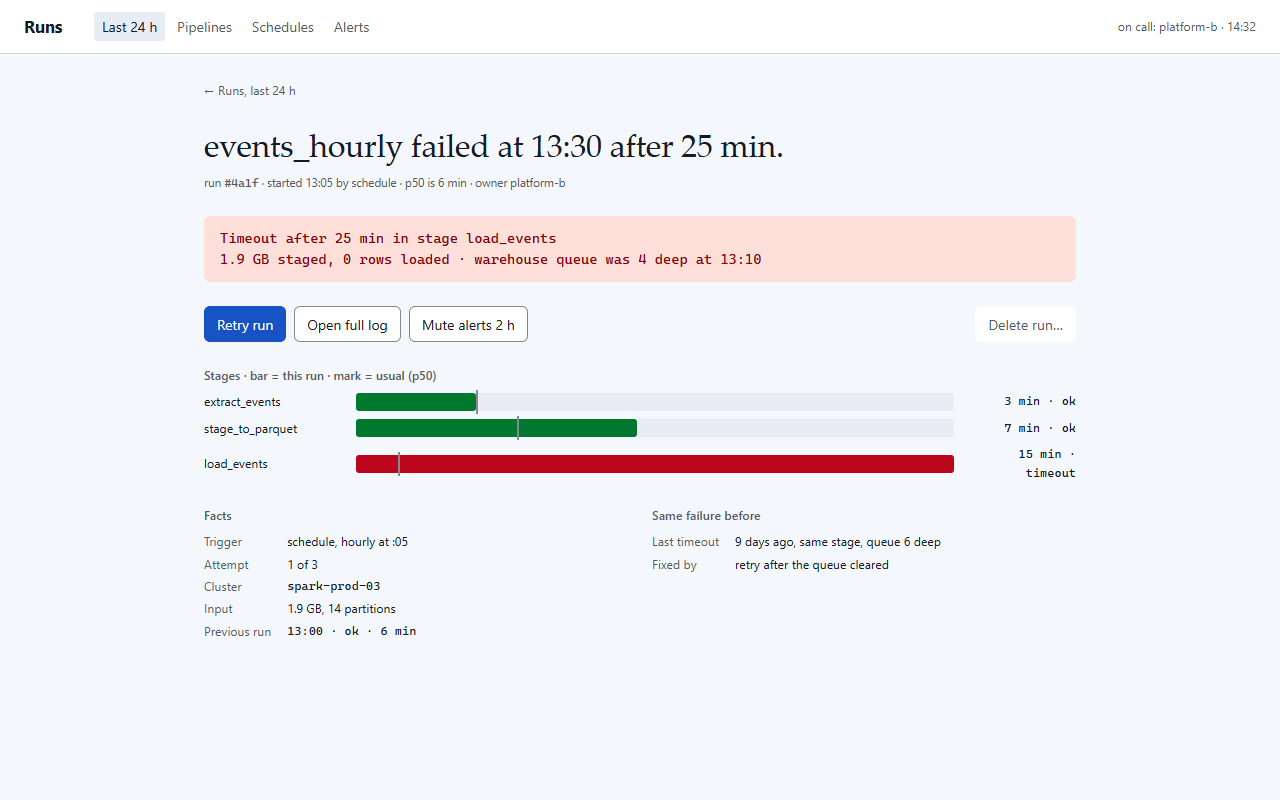 Runs Last 24 h Pipelines Schedules Alerts on call: platform-b · 14:32
← Runs, last 24 h
events_hourly failed at 13:30 after 25 min.
run #4a1f · started 13:05 by schedule · p50 is 6 min · owner platform-b
Timeout after 25 min in stage load_events
1.9 GB staged, 0 rows loaded · warehouse queue was 4 deep at 13:10
Retry run Open full log Mute alerts 2 h Delete run…
Stages · bar = this run · mark = usual (p50)
extract_events 3 min · ok
stage_to_parquet 7 min · ok
load_events 15 min ·
timeout
Facts
Trigger schedule, hourly at :05
Attempt 1 of 3
Cluster spark-prod-03
Input 1.9 GB, 14 partitions
Previous run 13:00 · ok · 6 min
Same failure before
Last timeout 9 days ago, same stage, queue 6 deep
Fixed by retry after the queue cleared